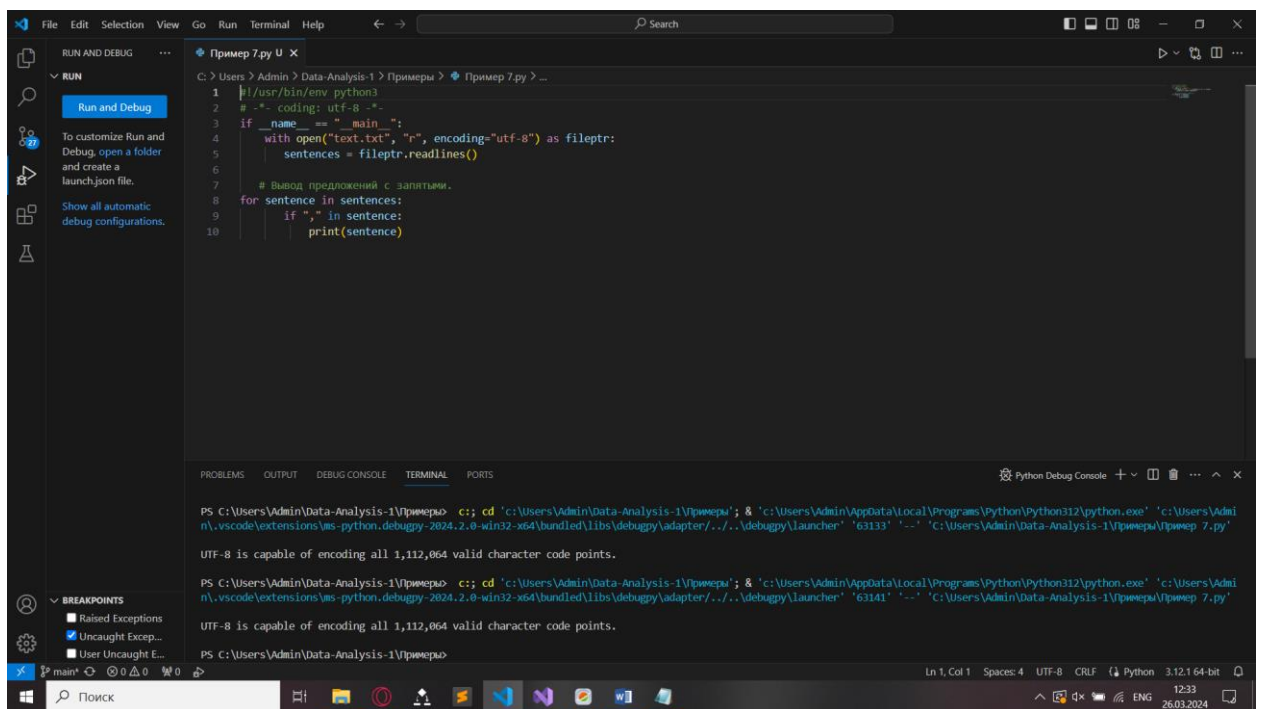 File Edit Selection View Go Run Terminal Help Search
RUN AND DEBUG ··· Пример 7.py U ×
RUN C: > Users > Admin > Data-Analysis-1 > Примеры > Пример 7.py > ...
Run and Debug
To customize Run and
Debug, open a folder
and create a
launch.json file.
Show all automatic
debug configurations.
1 #!/usr/bin/env python3
2 # -*- coding: utf-8 -*-
3 if __name__ == "__main__":
4 with open("text.txt", "r", encoding="utf-8") as fileptr:
5 sentences = fileptr.readlines()
6
7 # Вывод предложений с запятыми.
8 for sentence in sentences:
9 if "," in sentence:
10 print(sentence)
PROBLEMS OUTPUT DEBUG CONSOLE TERMINAL PORTS Python Debug Console
PS C:\Users\Admin\Data-Analysis-1\Примеры> c:; cd 'c:\Users\Admin\Data-Analysis-1\Примеры'; & 'c:\Users\Admin\AppData\Local\Programs\Python\Python312\python.exe' 'c:\Users\Admi
n\.vscode\extensions\ms-python.debugpy-2024.2.0-win32-x64\bundled\libs\debugpy\adapter/../..\debugpy\launcher' '63133' '--' 'C:\Users\Admin\Data-Analysis-1\Примеры\Пример 7.py'
UTF-8 is capable of encoding all 1,112,064 valid character code points.
PS C:\Users\Admin\Data-Analysis-1\Примеры> c:; cd 'c:\Users\Admin\Data-Analysis-1\Примеры'; & 'c:\Users\Admin\AppData\Local\Programs\Python\Python312\python.exe' 'c:\Users\Admi
n\.vscode\extensions\ms-python.debugpy-2024.2.0-win32-x64\bundled\libs\debugpy\adapter/../..\debugpy\launcher' '63141' '--' 'C:\Users\Admin\Data-Analysis-1\Примеры\Пример 7.py'
UTF-8 is capable of encoding all 1,112,064 valid character code points.
PS C:\Users\Admin\Data-Analysis-1\Примеры>
27
BREAKPOINTS
Raised Exceptions
Uncaught Excep...
User Uncaught E...
main* 0 0 0 Ln 1, Col 1 Spaces: 4 UTF-8 CRLF Python 3.12.1 64-bit
Поиск ENG 12:33
26.03.2024